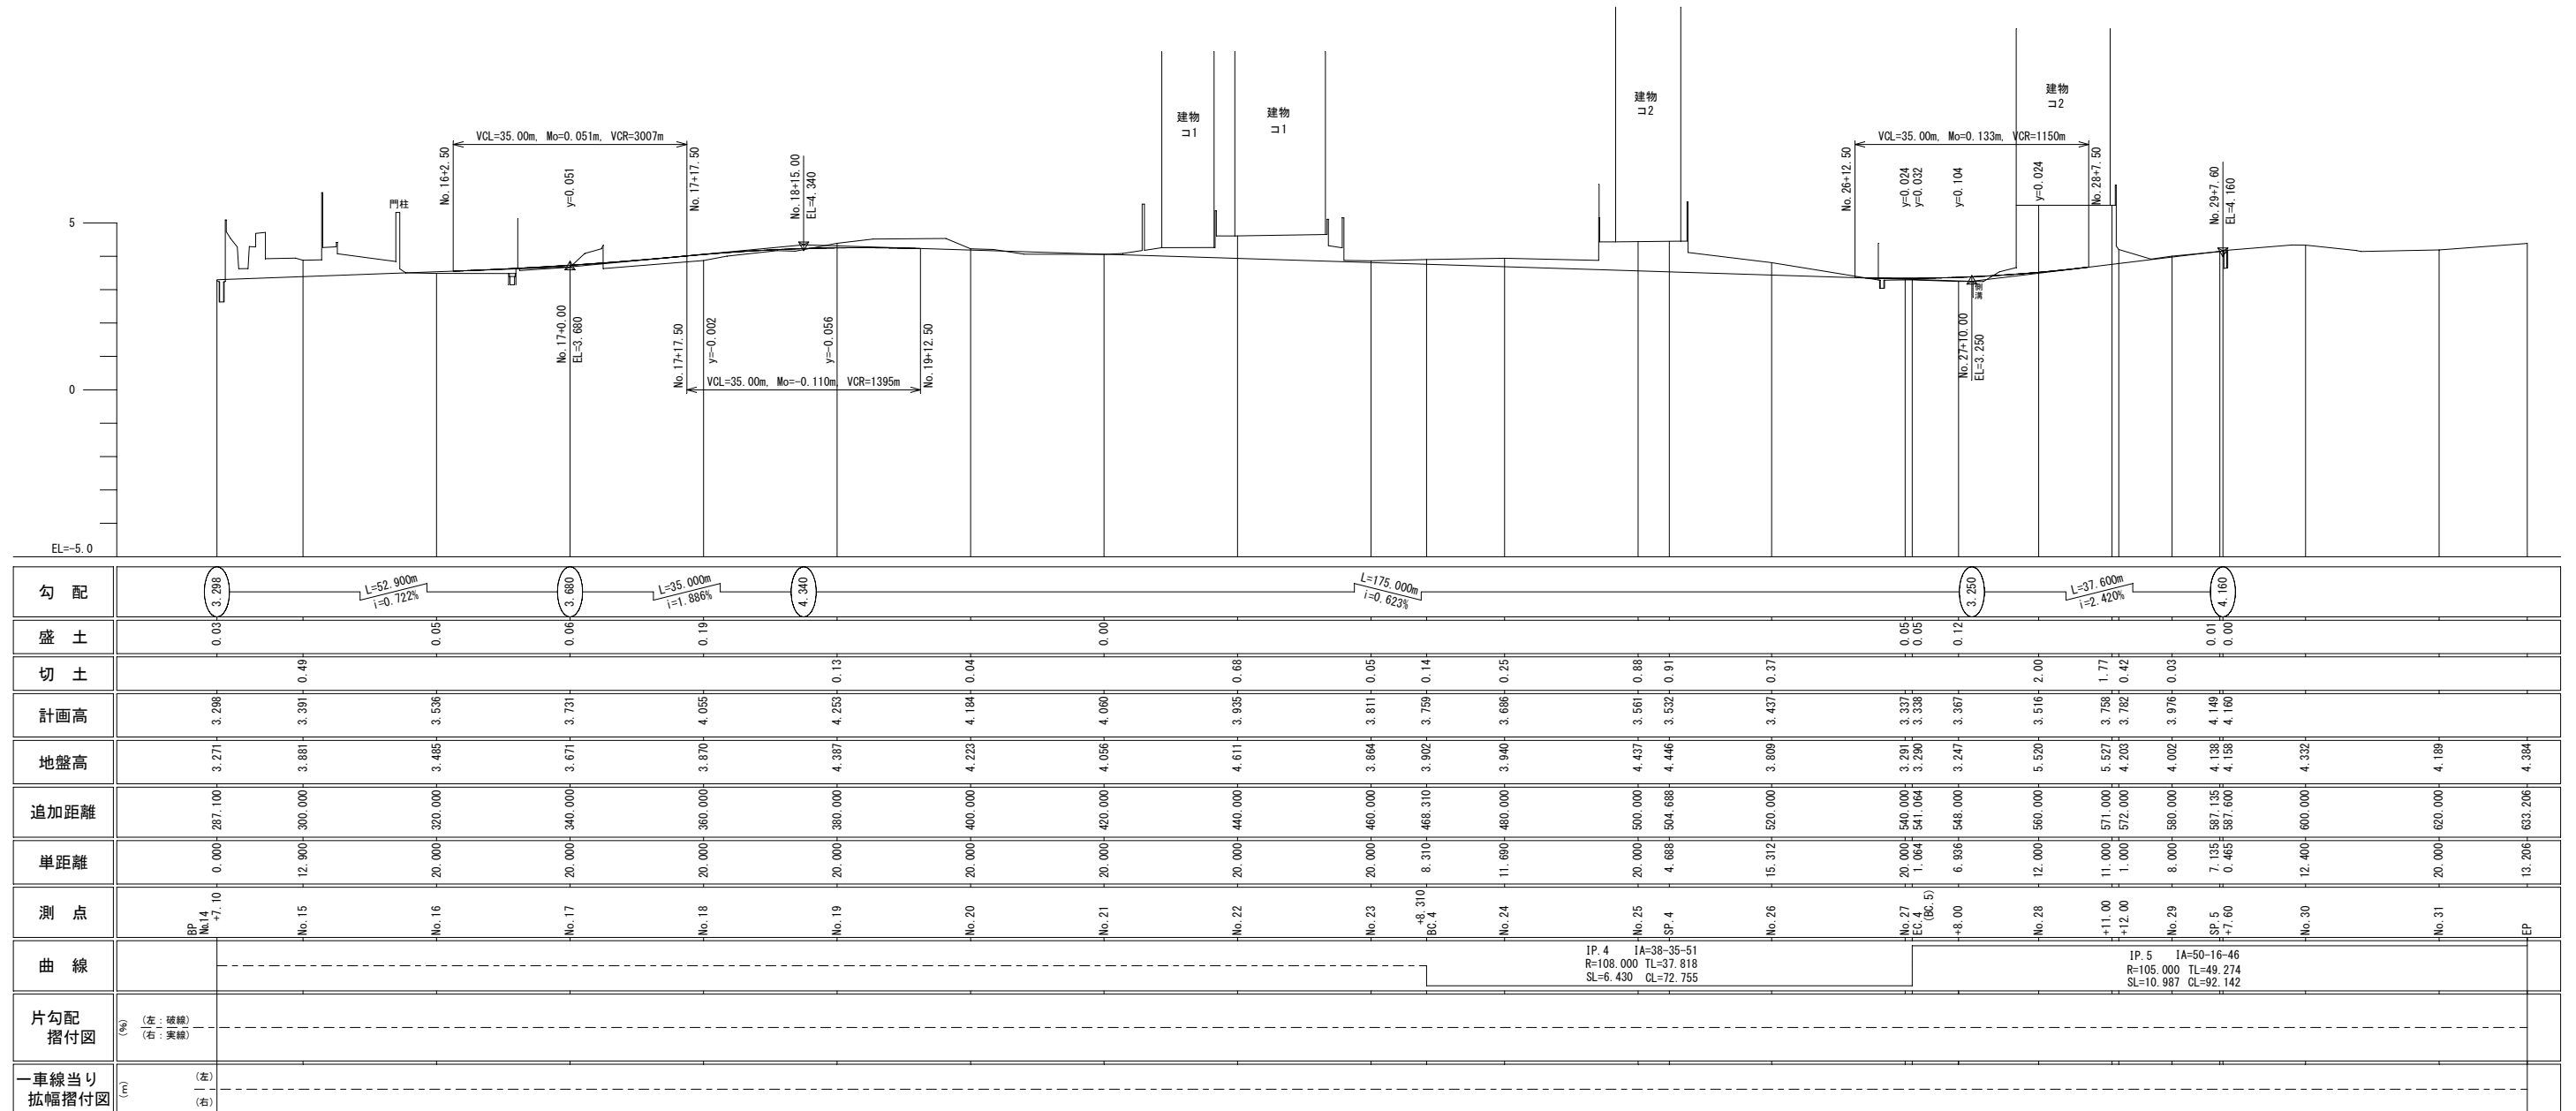 建物
コ1
建物
コ1
建物
コ2
建物
コ2
VCL=35.00m, Mo=0.051m, VCR=3007m
No.16+2.50
y=0.051
No.17+17.50
No.18+15.00
EL=4.340
VCL=35.00m, Mo=0.133m, VCR=1150m
No.26+12.50
y=0.024
y=0.032
y=0.104
y=0.024
No.28+7.50
No.29+7.60
EL=4.160
門柱
5
0
EL=-5.0
No.17+0.00
EL=3.680
No.17+17.50
y=-0.002
y=-0.056
No.19+12.50
VCL=35.00m, Mo=-0.110m, VCR=1395m
側溝
No.27+10.00
EL=3.250
勾 配
3.298
L=52.900m
i=0.722%
3.680
L=35.000m
i=1.886%
4.340
L=175.000m
i=0.623%
3.250
L=37.600m
i=2.420%
4.160
盛 土
0.03 0.05 0.06 0.19 0.00 0.05 0.05 0.12 0.01 0.00
切 土
0.49 0.13 0.04 0.68 0.05 0.14 0.25 0.88 0.91 0.37 2.00 1.77 0.42 0.03
計画高
3.298 3.391 3.536 3.731 4.055 4.253 4.184 4.060 3.935 3.811 3.759 3.686 3.561 3.532 3.437 3.337 3.338 3.367 3.516 3.758 3.782 3.976 4.149 4.160
地盤高
3.271 3.881 3.485 3.671 3.870 4.387 4.223 4.056 4.611 3.864 3.902 3.940 4.437 4.446 3.809 3.291 3.290 3.247 5.520 5.527 4.203 4.002 4.138 4.158 4.332 4.189 4.384
追加距離
287.100 300.000 320.000 340.000 360.000 380.000 400.000 420.000 440.000 460.000 468.310 480.000 500.000 504.688 520.000 540.000 541.064 548.000 560.000 571.000 572.000 580.000 587.135 587.600 600.000 620.000 633.206
単距離
0.000 12.900 20.000 20.000 20.000 20.000 20.000 20.000 20.000 20.000 8.310 11.690 20.000 4.688 15.312 20.000 1.064 6.936 12.000 11.000 1.000 8.000 7.135 0.465 12.400 20.000 13.206
測 点
BP
No.14
+7.10
No.15
No.16
No.17
No.18
No.19
No.20
No.21
No.22
No.23
+8.310
BC.4
No.24
No.25
SP.4
No.26
No.27
EC.4
(BC.5)
+8.00
No.28
+11.00
+12.00
No.29
SP.5
+7.60
No.30
No.31
EP
曲 線
IP.4 IA=38-35-51
R=108.000 TL=37.818
SL=6.430 CL=72.755
IP.5 IA=50-16-46
R=105.000 TL=49.274
SL=10.987 CL=92.142
片勾配
摺付図
(%)
(左:破線)
(右:実線)
一車線当り
拡幅摺付図
(m)
(左)
(右)